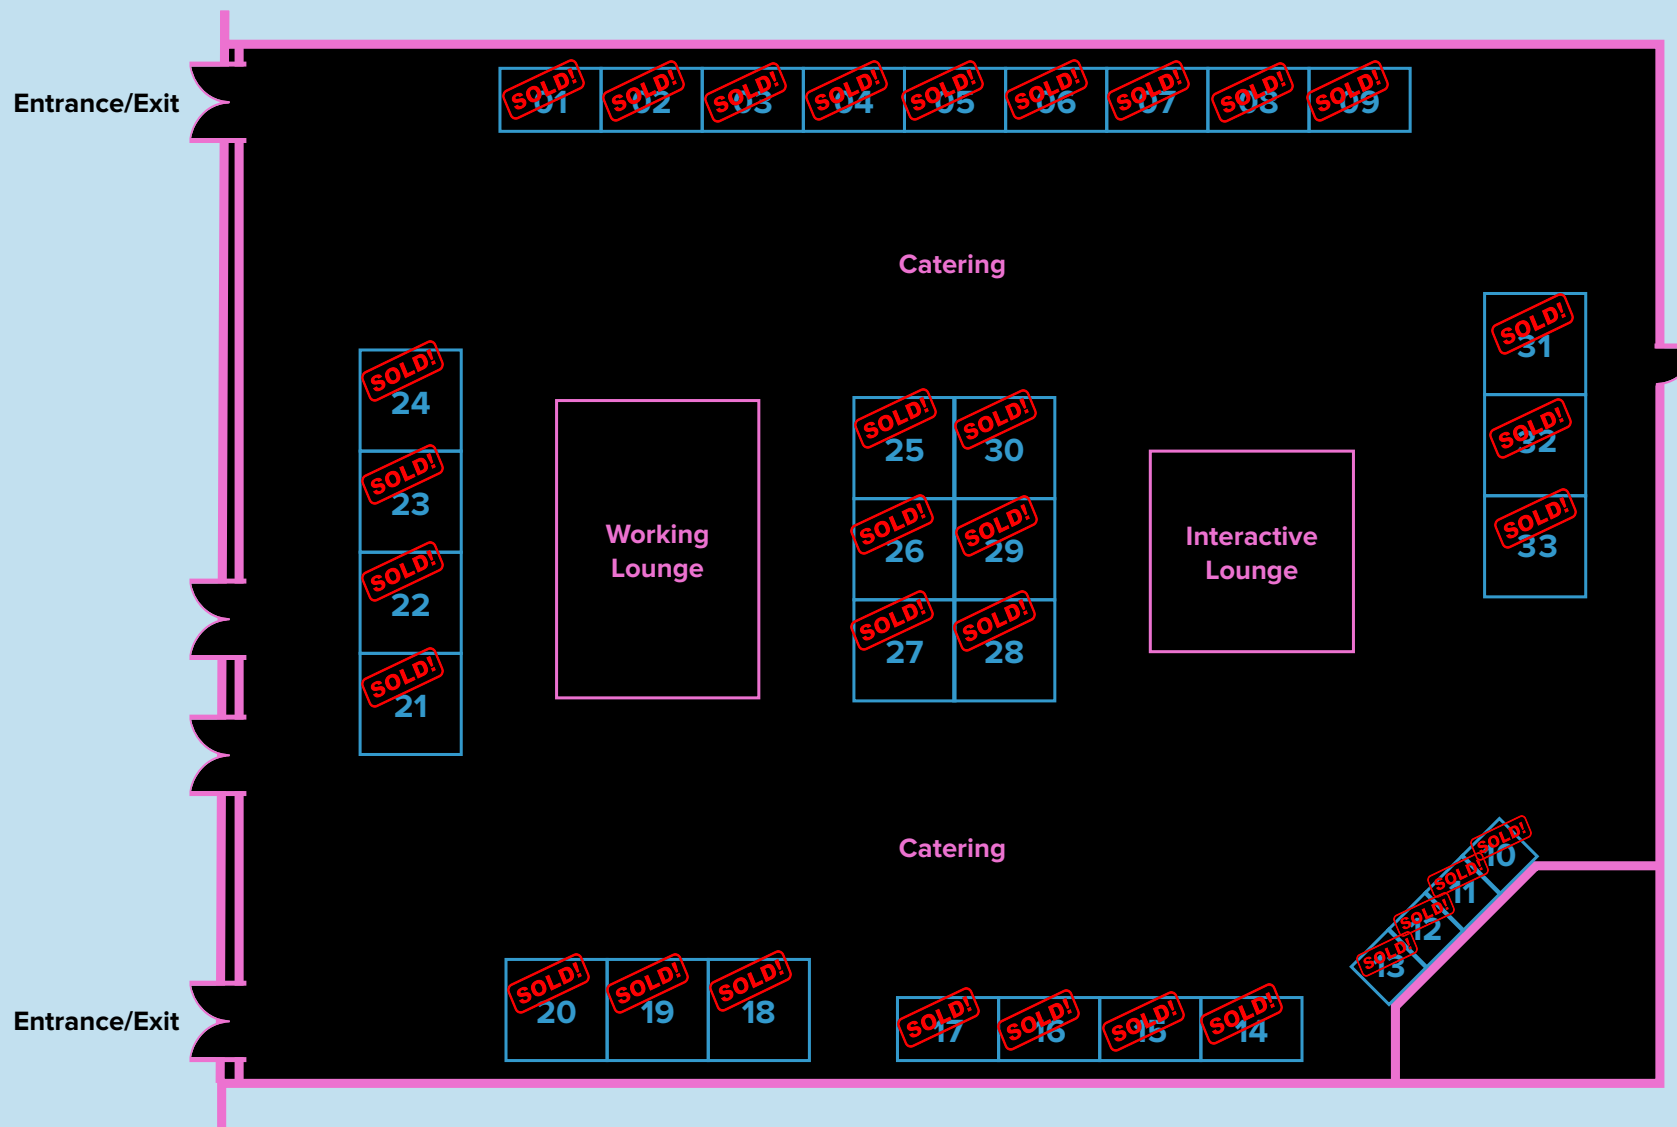 Entrance/Exit
SOLD! 01
SOLD! 02
SOLD! 03
SOLD! 04
SOLD! 05
SOLD! 06
SOLD! 07
SOLD! 08
SOLD! 09
Catering
SOLD!
31
SOLD!
32
SOLD!
33
SOLD!
24
SOLD!
23
SOLD!
22
SOLD!
21
Working
Lounge
SOLD!
25
SOLD!
30
SOLD!
26
SOLD!
29
SOLD!
27
SOLD!
28
Interactive
Lounge
Catering
SOLD!
10
SOLD!
11
SOLD!
12
SOLD!
13
Entrance/Exit
SOLD!
20
SOLD!
19
SOLD!
18
SOLD!
17
SOLD!
16
SOLD!
15
SOLD!
14